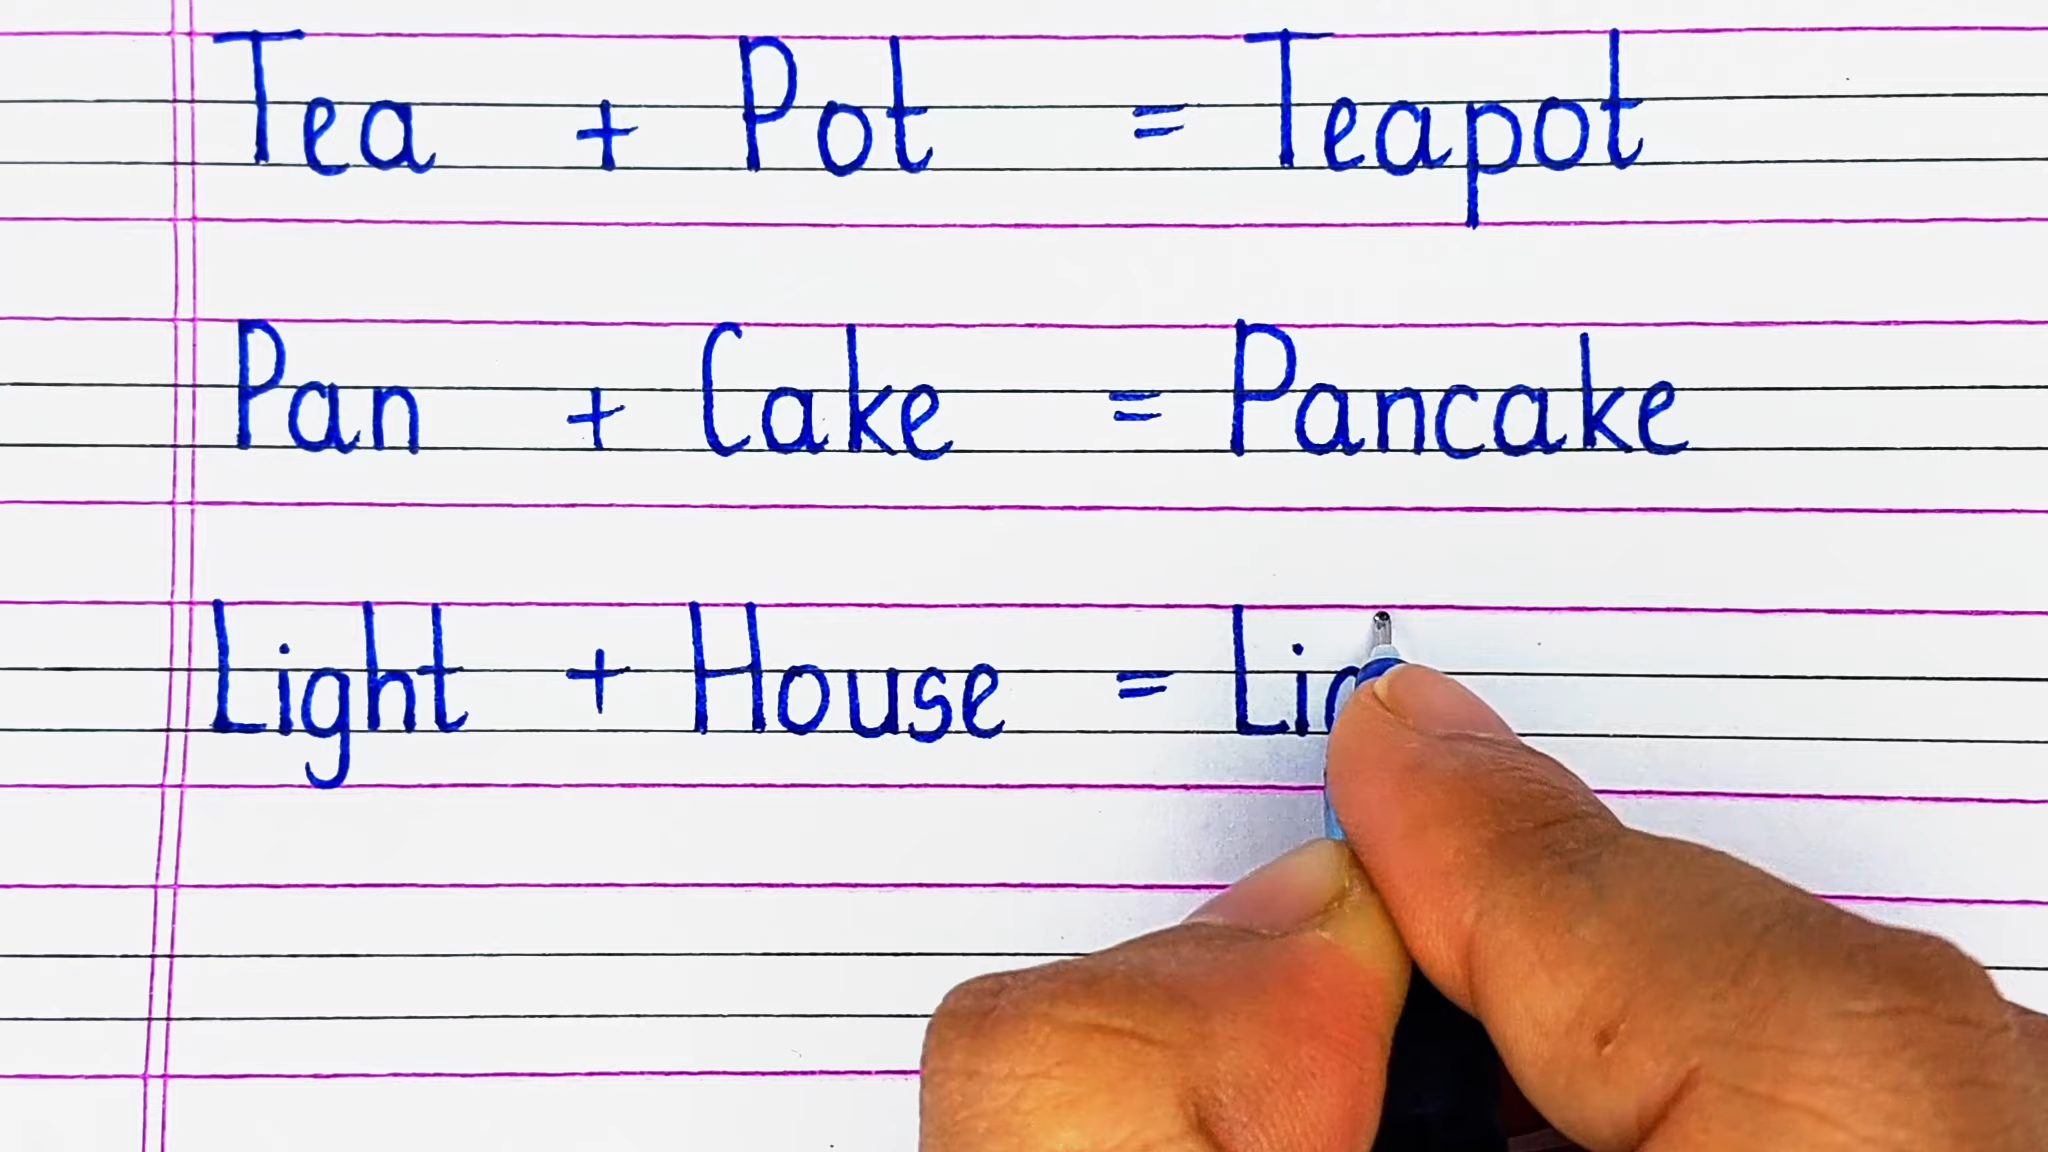 Tea + Pot = Teapot
Pan + Cake = Pancake
Light + House = Li